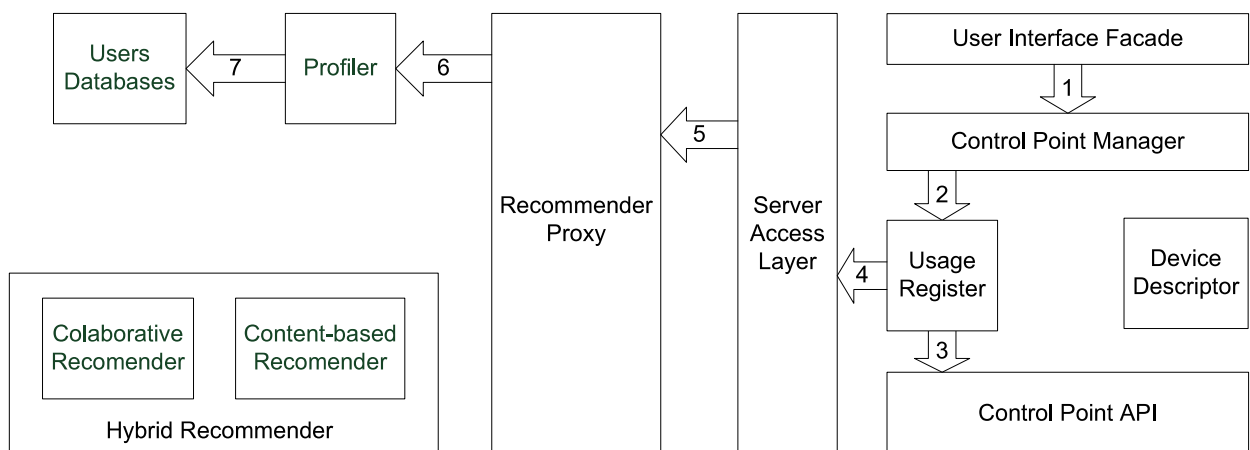 Users
Databases
7
Profiler
6
Recommender
Proxy
5
Server
Access
Layer
User Interface Facade
1
Control Point Manager
2
Usage
Register
4
3
Device
Descriptor
Control Point API
Colaborative
Recomender
Content-based
Recomender
Hybrid Recommender